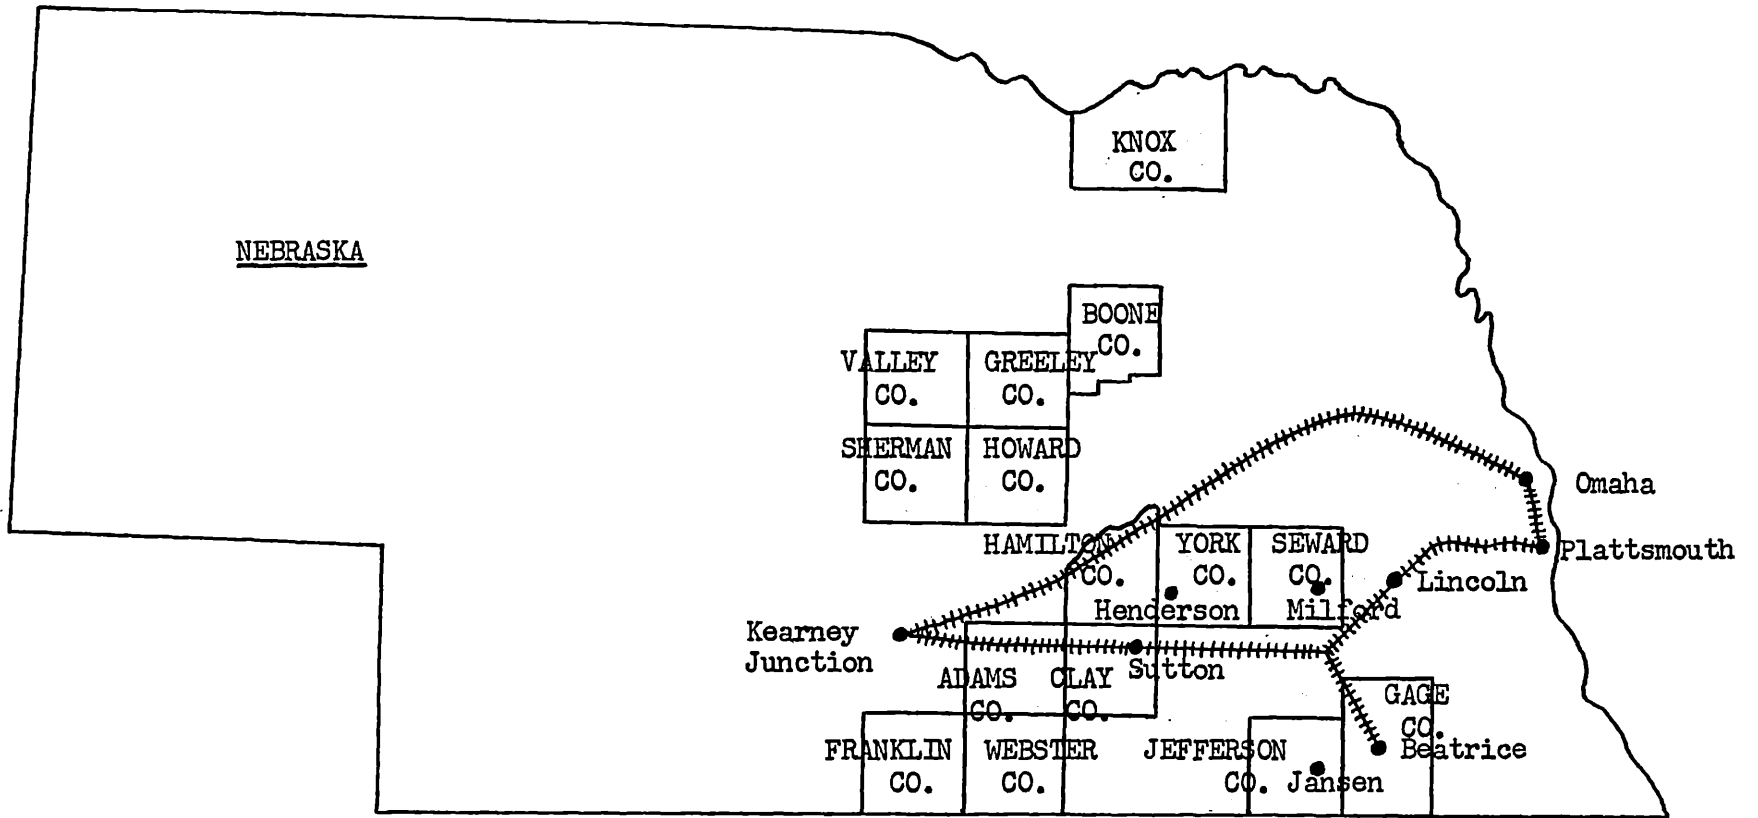 KNOX
CO.
NEBRASKA
BOONE
CO.
VALLEY
CO.
GREELEY
CO.
SHERMAN
CO.
HOWARD
CO.
Omaha
Plattsmouth
HAMILTON
CO.
YORK
CO.
SEWARD
CO.
Lincoln
Henderson
Milford
Kearney
Junction
Sutton
ADAMS
CO.
CLAY
CO.
GAGE
CO.
FRANKLIN
CO.
WEBSTER
CO.
JEFFERSON
CO.
Jansen
Beatrice